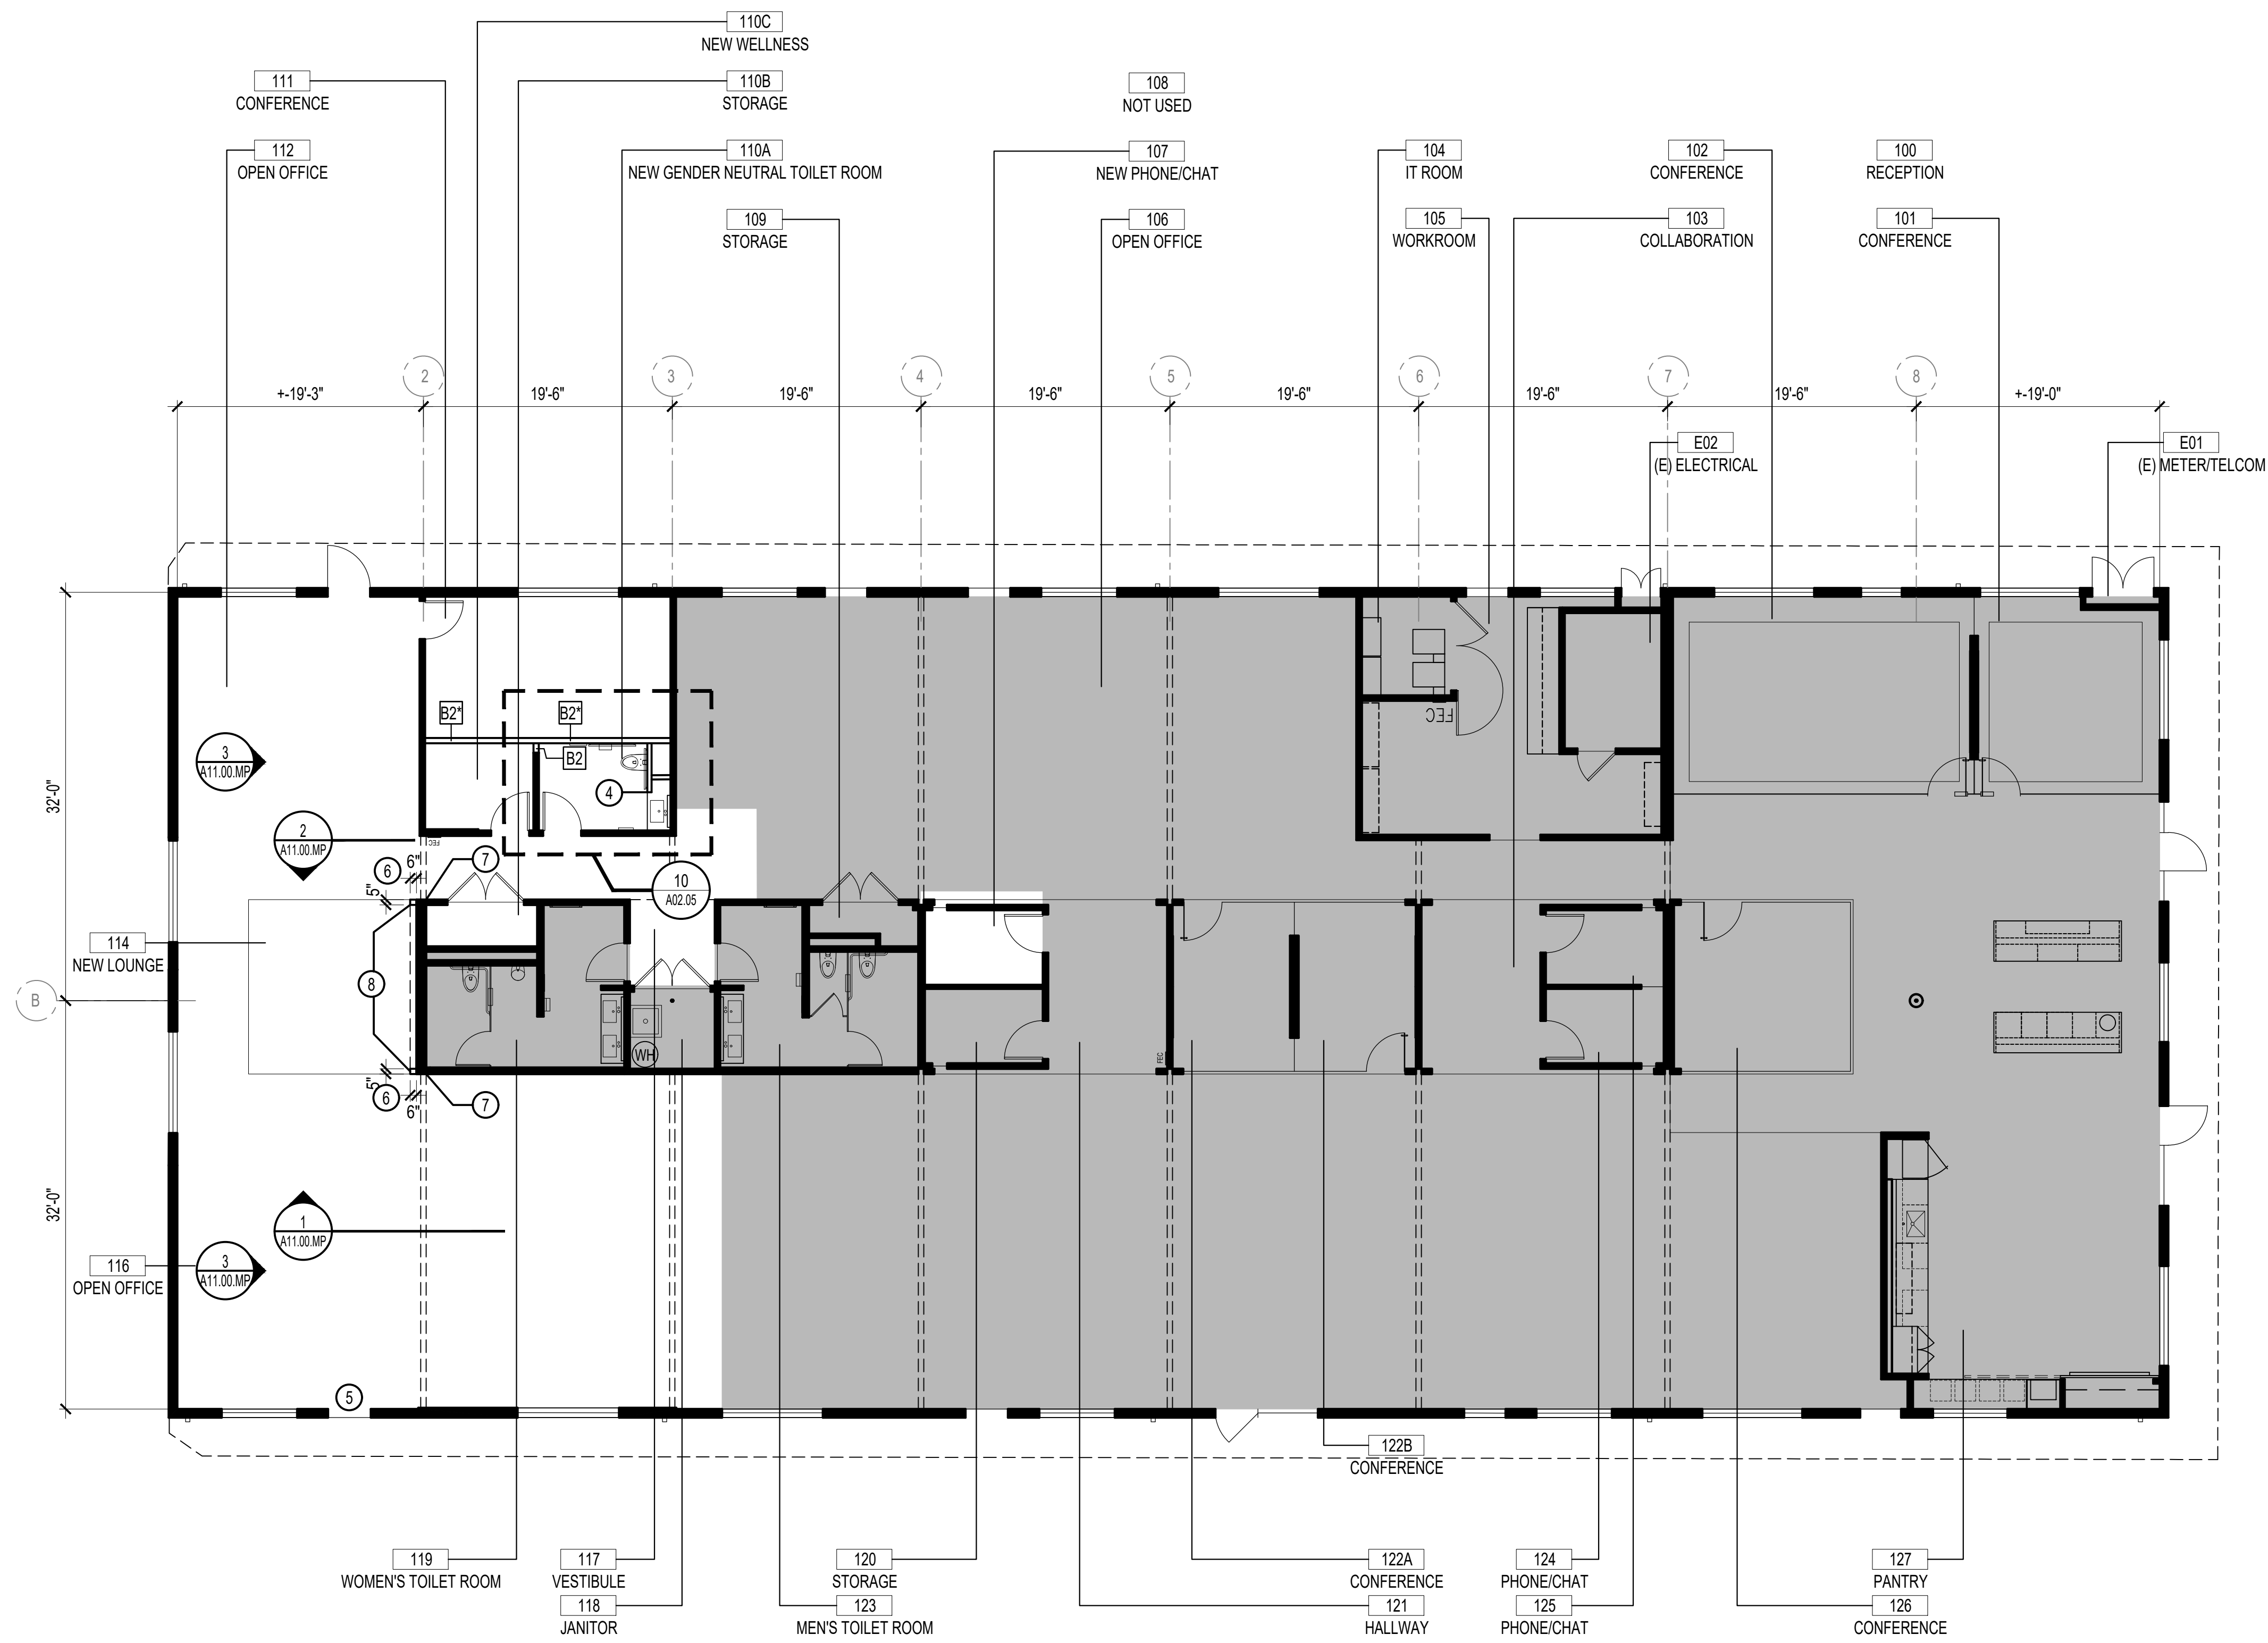 110C
NEW WELLNESS
111
CONFERENCE
110B
STORAGE
108
NOT USED
112
OPEN OFFICE
110A
NEW GENDER NEUTRAL TOILET ROOM
107
NEW PHONE/CHAT
104
IT ROOM
102
CONFERENCE
100
RECEPTION
109
STORAGE
106
OPEN OFFICE
105
WORKROOM
103
COLLABORATION
101
CONFERENCE
2
3
4
5
6
7
8
+-19'-3"
19'-6"
19'-6"
19'-6"
19'-6"
19'-6"
19'-6"
+-19'-0"
E02
(E) ELECTRICAL
E01
(E) METER/TELCOM
B2*
B2*
FEC
B2
3
A11.00.MP
4
32'-0"
2
A11.00.MP
FEC
6
6"
7
5"
10
A02.05
114
NEW LOUNGE
8
B
WH
FEC
5"
6
6"
7
32'-0"
1
A11.00.MP
116
OPEN OFFICE
3
A11.00.MP
5
122B
CONFERENCE
119
WOMEN'S TOILET ROOM
117
VESTIBULE
120
STORAGE
122A
CONFERENCE
124
PHONE/CHAT
127
PANTRY
118
JANITOR
123
MEN'S TOILET ROOM
121
HALLWAY
125
PHONE/CHAT
126
CONFERENCE